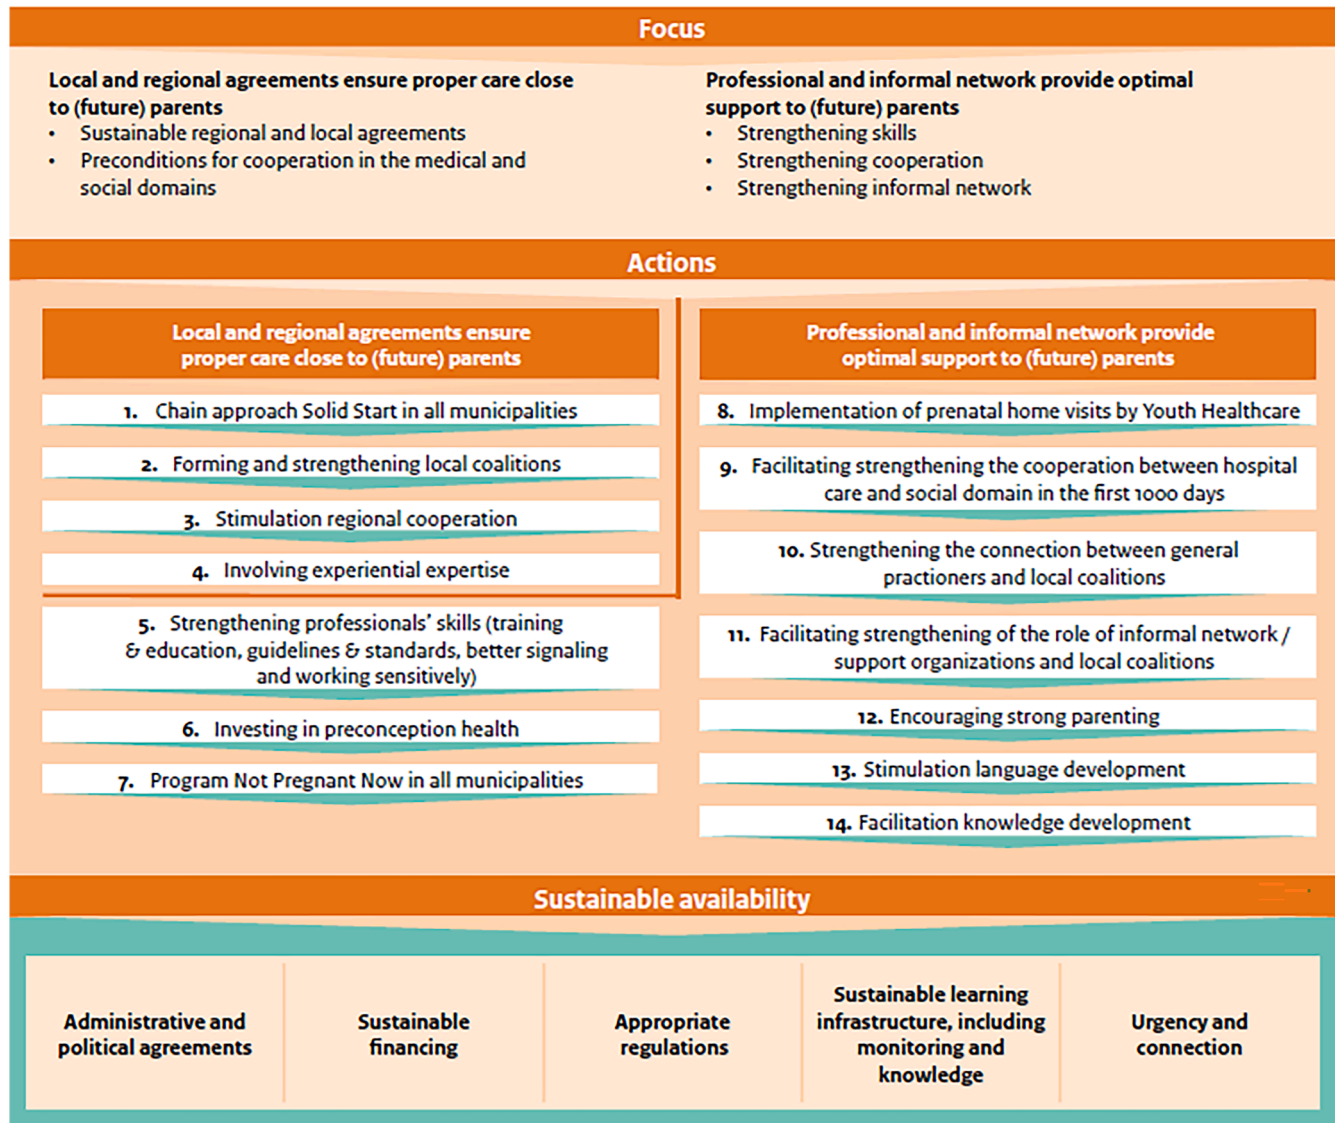 Focus
Local and regional agreements ensure proper care close
to (future) parents
• Sustainable regional and local agreements
• Preconditions for cooperation in the medical and
social domains
Professional and informal network provide optimal
support to (future) parents
• Strengthening skills
• Strengthening cooperation
• Strengthening informal network
Actions
Local and regional agreements ensure
proper care close to (future) parents
1. Chain approach Solid Start in all municipalities
2. Forming and strengthening local coalitions
3. Stimulation regional cooperation
4. Involving experiential expertise
5. Strengthening professionals' skills (training
& education, guidelines & standards, better signaling
and working sensitively)
6. Investing in preconception health
7. Program Not Pregnant Now in all municipalities
Professional and informal network provide
optimal support to (future) parents
8. Implementation of prenatal home visits by Youth Healthcare
9. Facilitating strengthening the cooperation between hospital
care and social domain in the first 1000 days
10. Strengthening the connection between general
practioners and local coalitions
11. Facilitating strengthening of the role of informal network /
support organizations and local coalitions
12. Encouraging strong parenting
13. Stimulation language development
14. Facilitation knowledge development
Sustainable availability
Administrative and
political agreements
Sustainable
financing
Appropriate
regulations
Sustainable learning
infrastructure, including
monitoring and
knowledge
Urgency and
connection